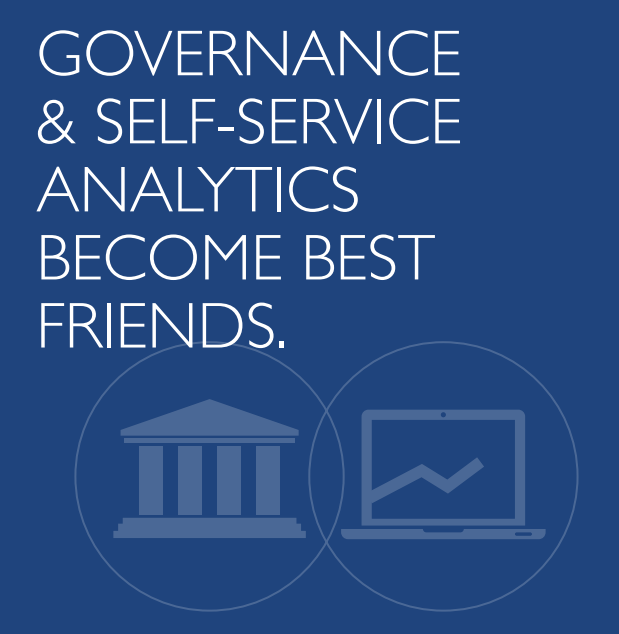 GOVERNANCE
& SELF-SERVICE
ANALYTICS
BECOME BEST
FRIENDS.